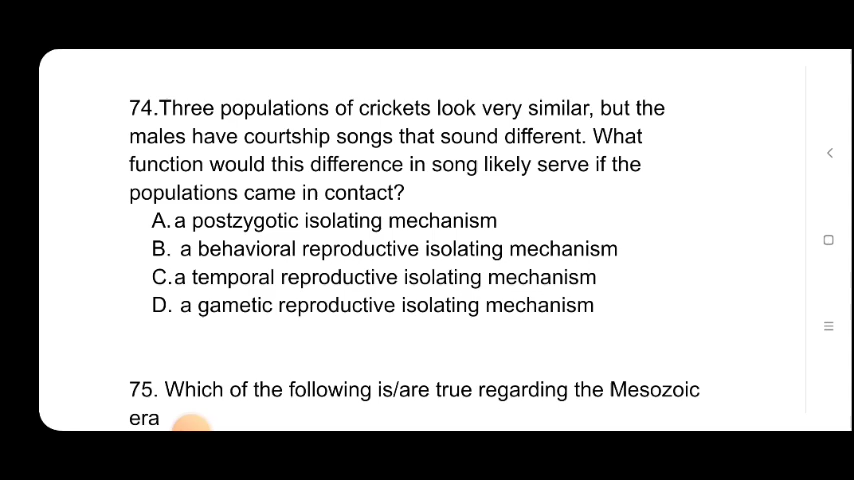 74.Three populations of crickets look very similar, but the
males have courtship songs that sound different. What
function would this difference in song likely serve if the
populations came in contact?
A.a postzygotic isolating mechanism
B. a behavioral reproductive isolating mechanism
C.a temporal reproductive isolating mechanism
D. a gametic reproductive isolating mechanism
75. Which of the following is/are true regarding the Mesozoic
era